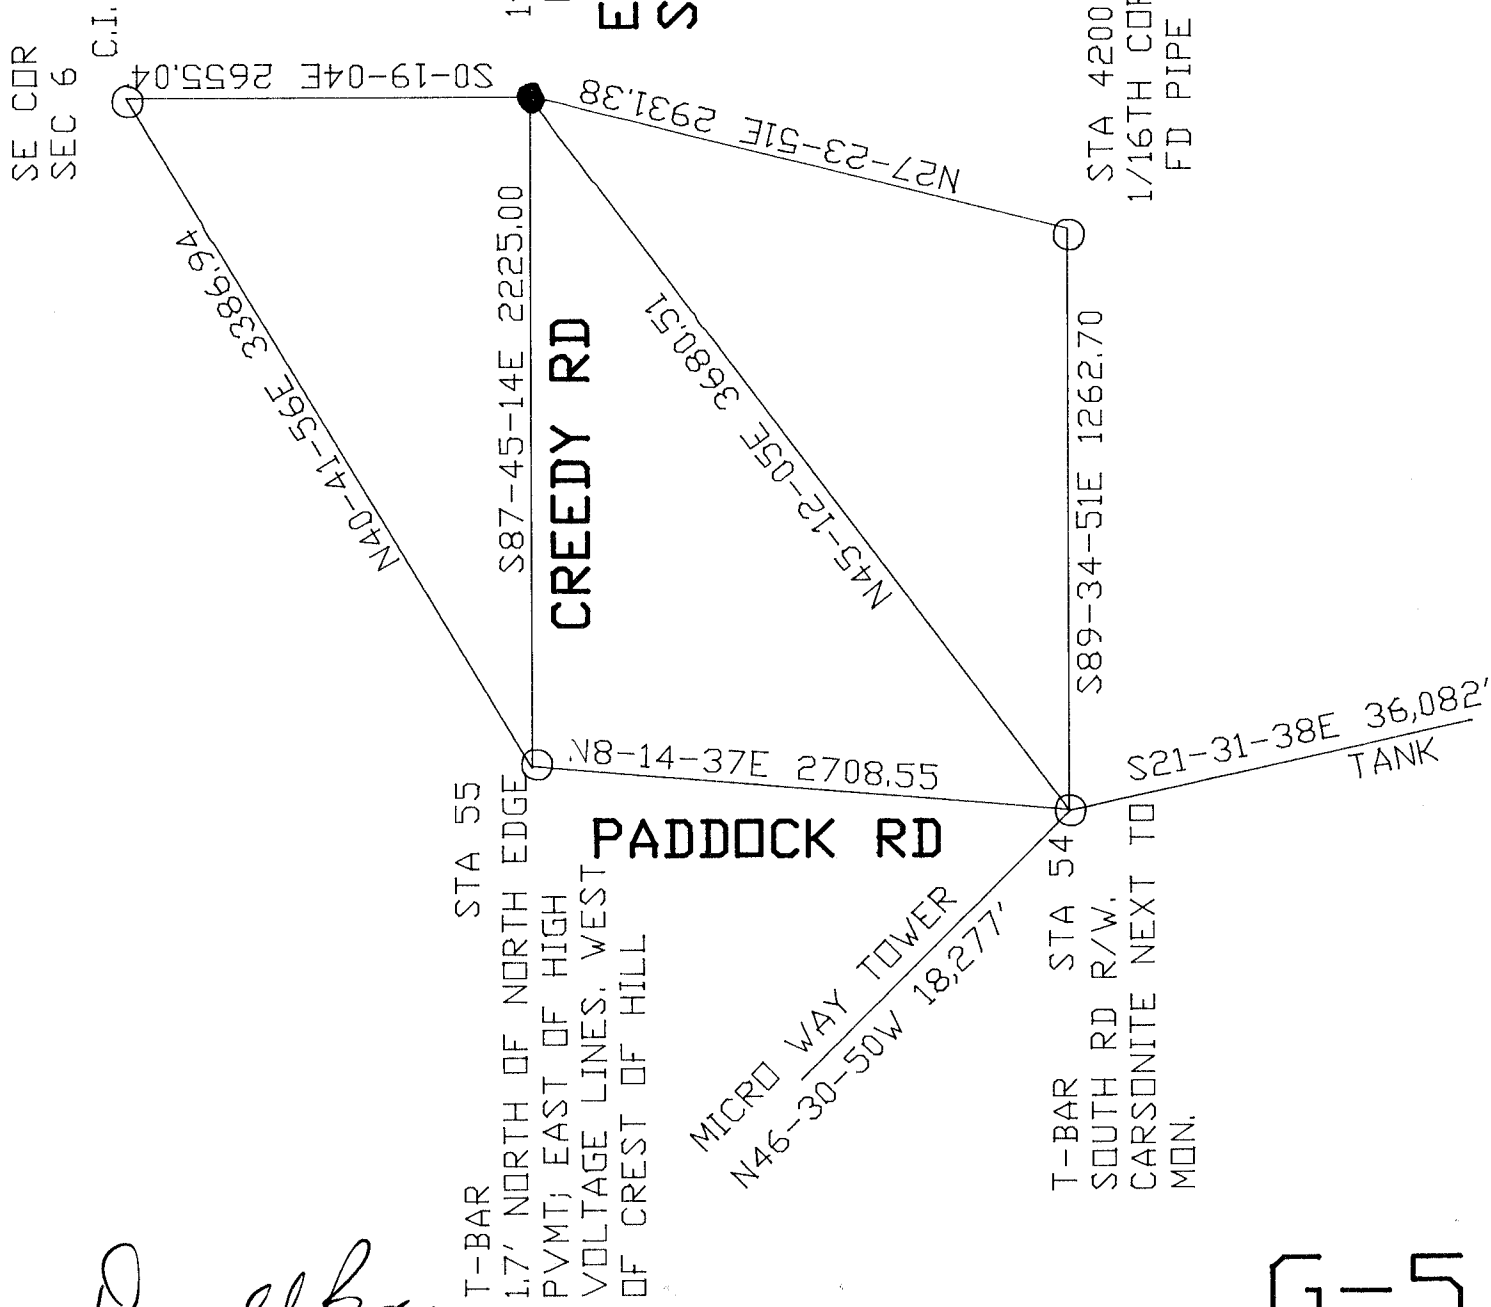 SE COR
SEC 6
C.I.
S0-19-04E 2655.04
N40-41-56E 3386.94
S87-45-14E 2225.00
CREEDY RD
N27-23-51E 2931.38
N45-12-05E 3680.51
STA 4200
1/16TH COR
FD PIPE
S89-34-51E 1262.70
N8-14-37E 2708.55
PADDOCK RD
S21-31-38E 36,082'
TANK
MICRO WAY TOWER
N46-30-50W 18,277'
T-BAR STA 55
1.7' NORTH OF NORTH EDGE
PVMT; EAST OF HIGH
VOLTAGE LINES. WEST
OF CREST OF HILL
T-BAR STA 54
SOUTH RD R/W.
CARSONITE NEXT TO
MON.
G-5